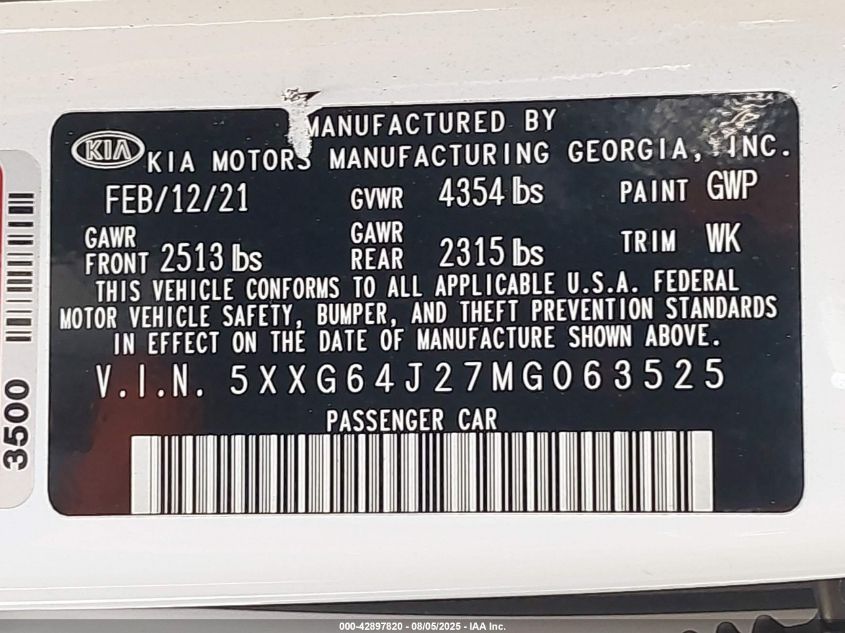 MANUFACTURED BY
KIA KIA MOTORS MANUFACTURING GEORGIA, INC.
FEB/12/21 GVWR 4354 lbs PAINT GWP
GAWR FRONT 2513 lbs GAWR REAR 2315 lbs TRIM WK
THIS VEHICLE CONFORMS TO ALL APPLICABLE U.S.A. FEDERAL
MOTOR VEHICLE SAFETY, BUMPER, AND THEFT PREVENTION STANDARDS
IN EFFECT ON THE DATE OF MANUFACTURE SHOWN ABOVE.
V.I.N. 5XXG64J27MG063525
PASSENGER CAR
3500
000-42897820 - 08/05/2025 - IAA Inc.